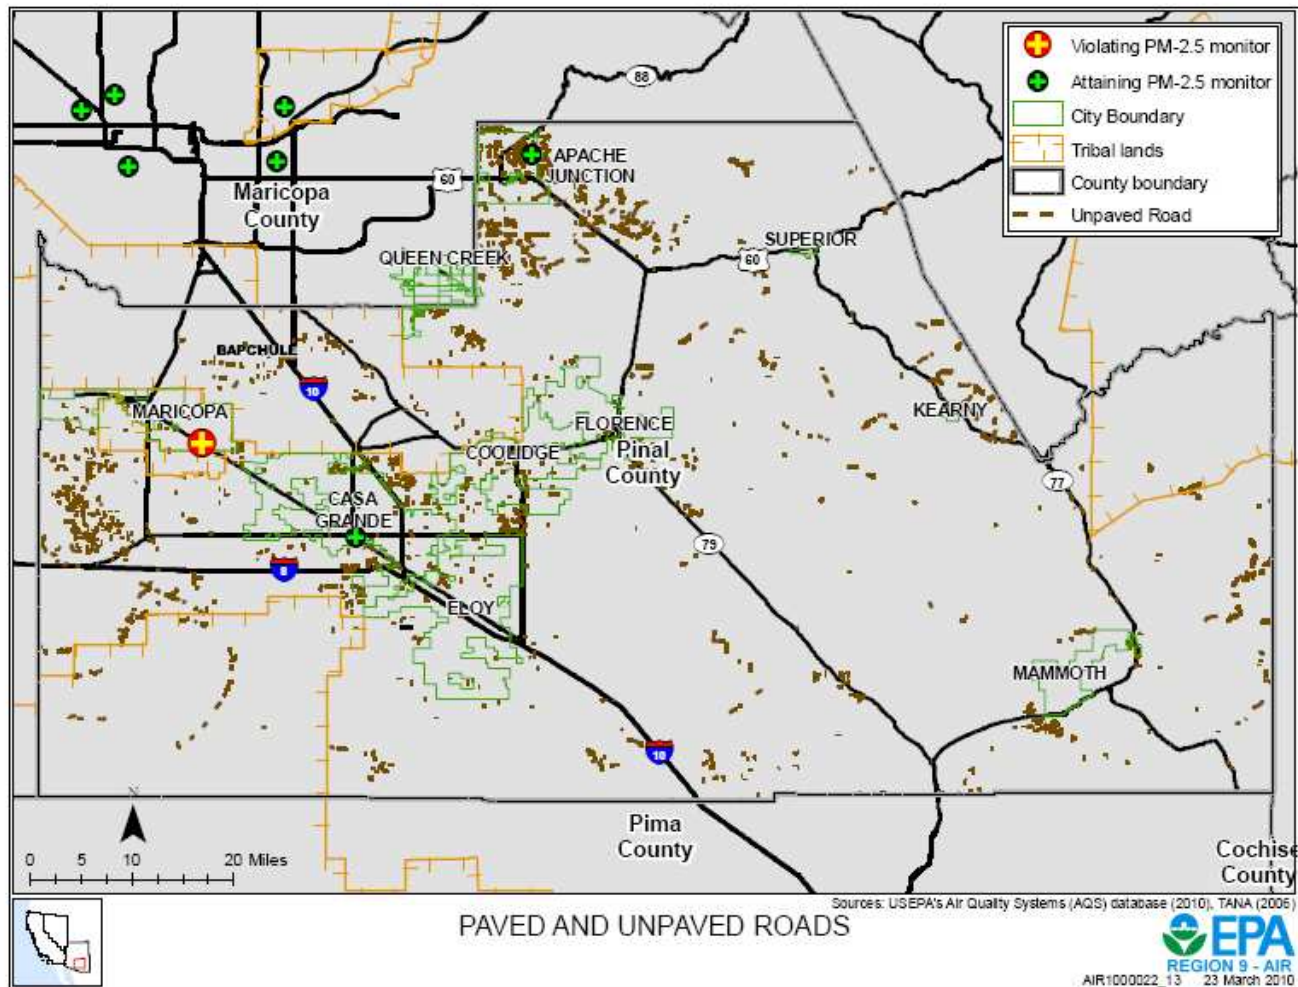 Violating PM-2.5 monitor
Attaining PM-2.5 monitor
City Boundary
Tribal lands
County boundary
Unpaved Road
88
APACHE
JUNCTION
60
Maricopa
County
SUPERIOR
60
QUEEN CREEK
BAPCHULE
10
MARICOPA
KEARNY
FLORENCE
Pinal
County
COOLIDGE
77
CASA
GRANDE
79
8
ELOY
MAMMOTH
10
N
Pima
County
Cochise
County
0 5 10 20 Miles
Sources: USEPA's Air Quality Systems (AQS) database (2010), TANA (2006)
PAVED AND UNPAVED ROADS
EPA
REGION 9 - AIR
AIR1000022_13 23 March 2010